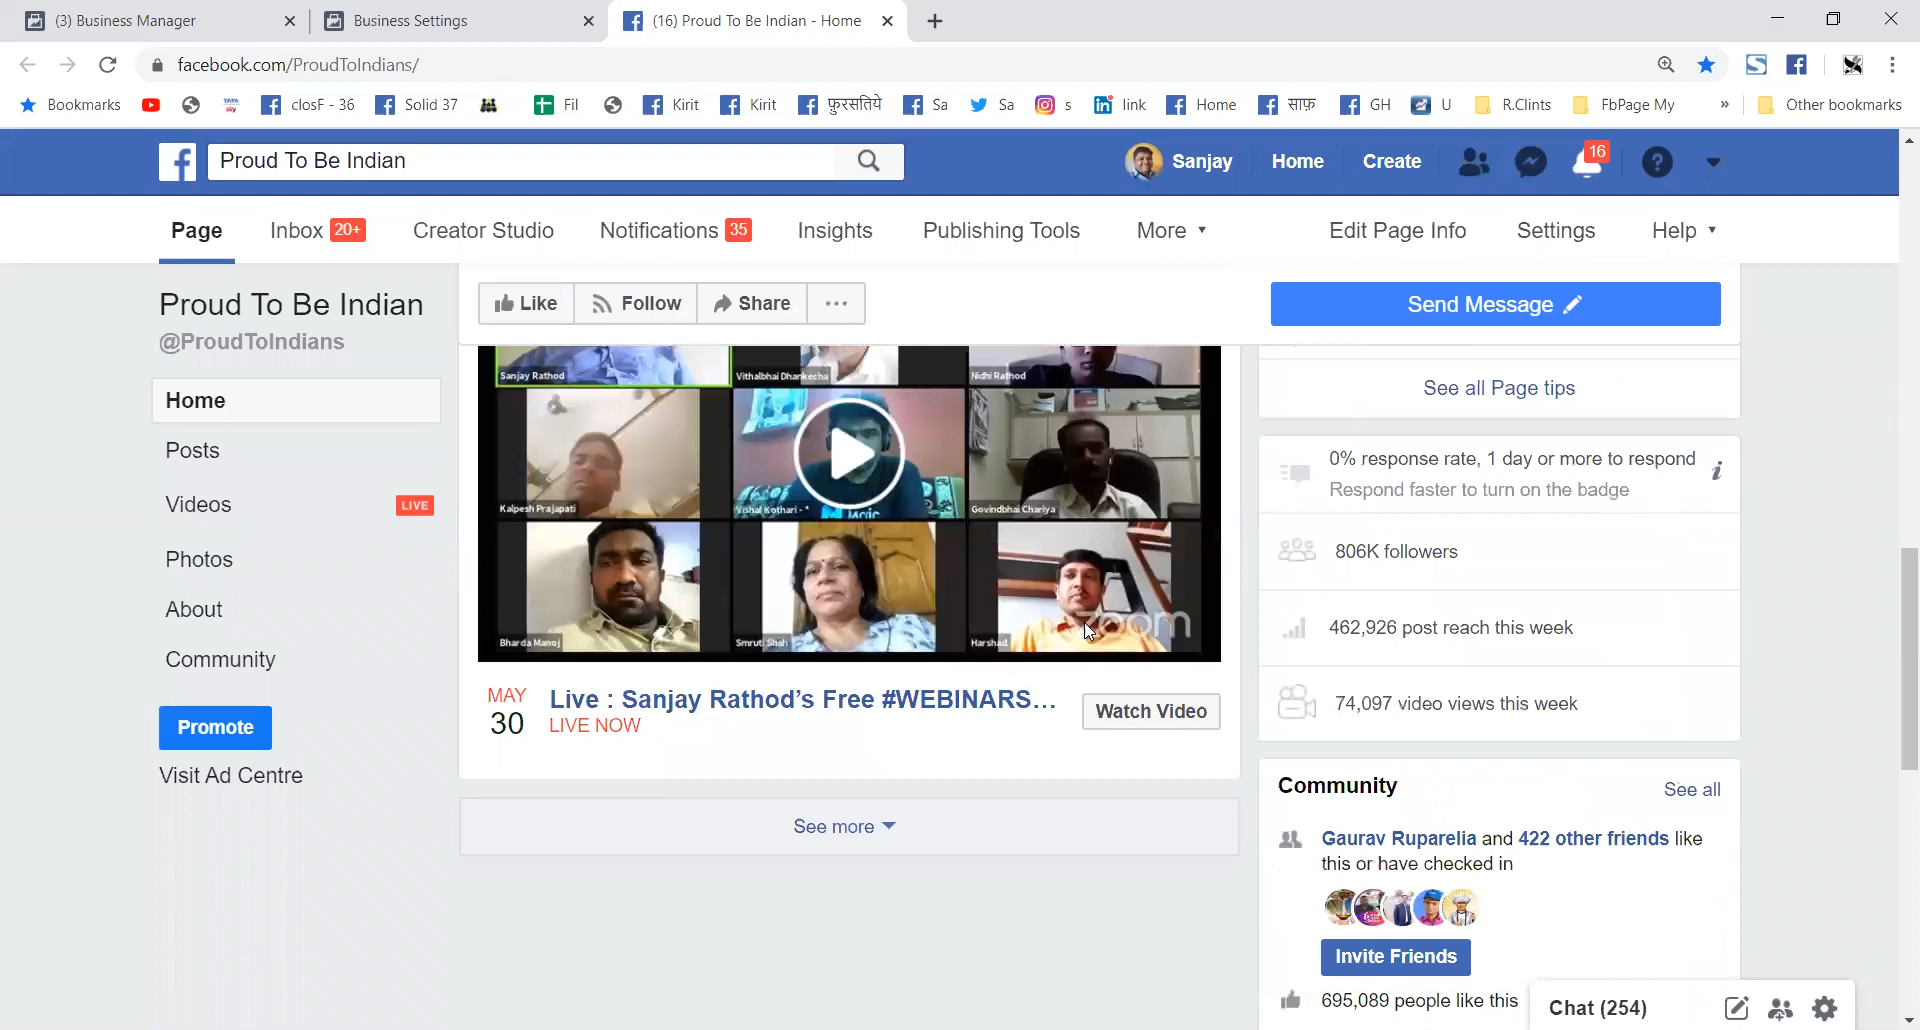 (3) Business Manager
Business Settings
(16) Proud To Be Indian - Home
facebook.com/ProudToIndians/
Bookmarks
TATA sky
closF - 36
Solid 37
Fil
Kirit
Kirit
फुरसतिये
Sa
Sa
s
link
Home
साफ़
GH
U
R.Clints
FbPage My
»
Other bookmarks
Proud To Be Indian
Sanjay
Home
Create
16
Page
Inbox 20+
Creator Studio
Notifications 35
Insights
Publishing Tools
More
Edit Page Info
Settings
Help
Proud To Be Indian
@ProudToIndians
Home
Posts
Videos LIVE
Photos
About
Community
Promote
Visit Ad Centre
Like
Follow
Share
Send Message
Sanjay Rathod
Vithalbhai Dhankecha
Nidhi Rathod
Kalpesh Prajapati
Vishal Kothari - *
Govindbhai Chariya
Bharda Manoj
Smruti Shah
Harshad
zoom
MAY
30
Live : Sanjay Rathod’s Free #WEBINARS...
LIVE NOW
Watch Video
See more
See all Page tips
0% response rate, 1 day or more to respond
Respond faster to turn on the badge
806K followers
462,926 post reach this week
74,097 video views this week
Community
See all
Gaurav Ruparelia and 422 other friends like
this or have checked in
Invite Friends
695,089 people like this
Chat (254)